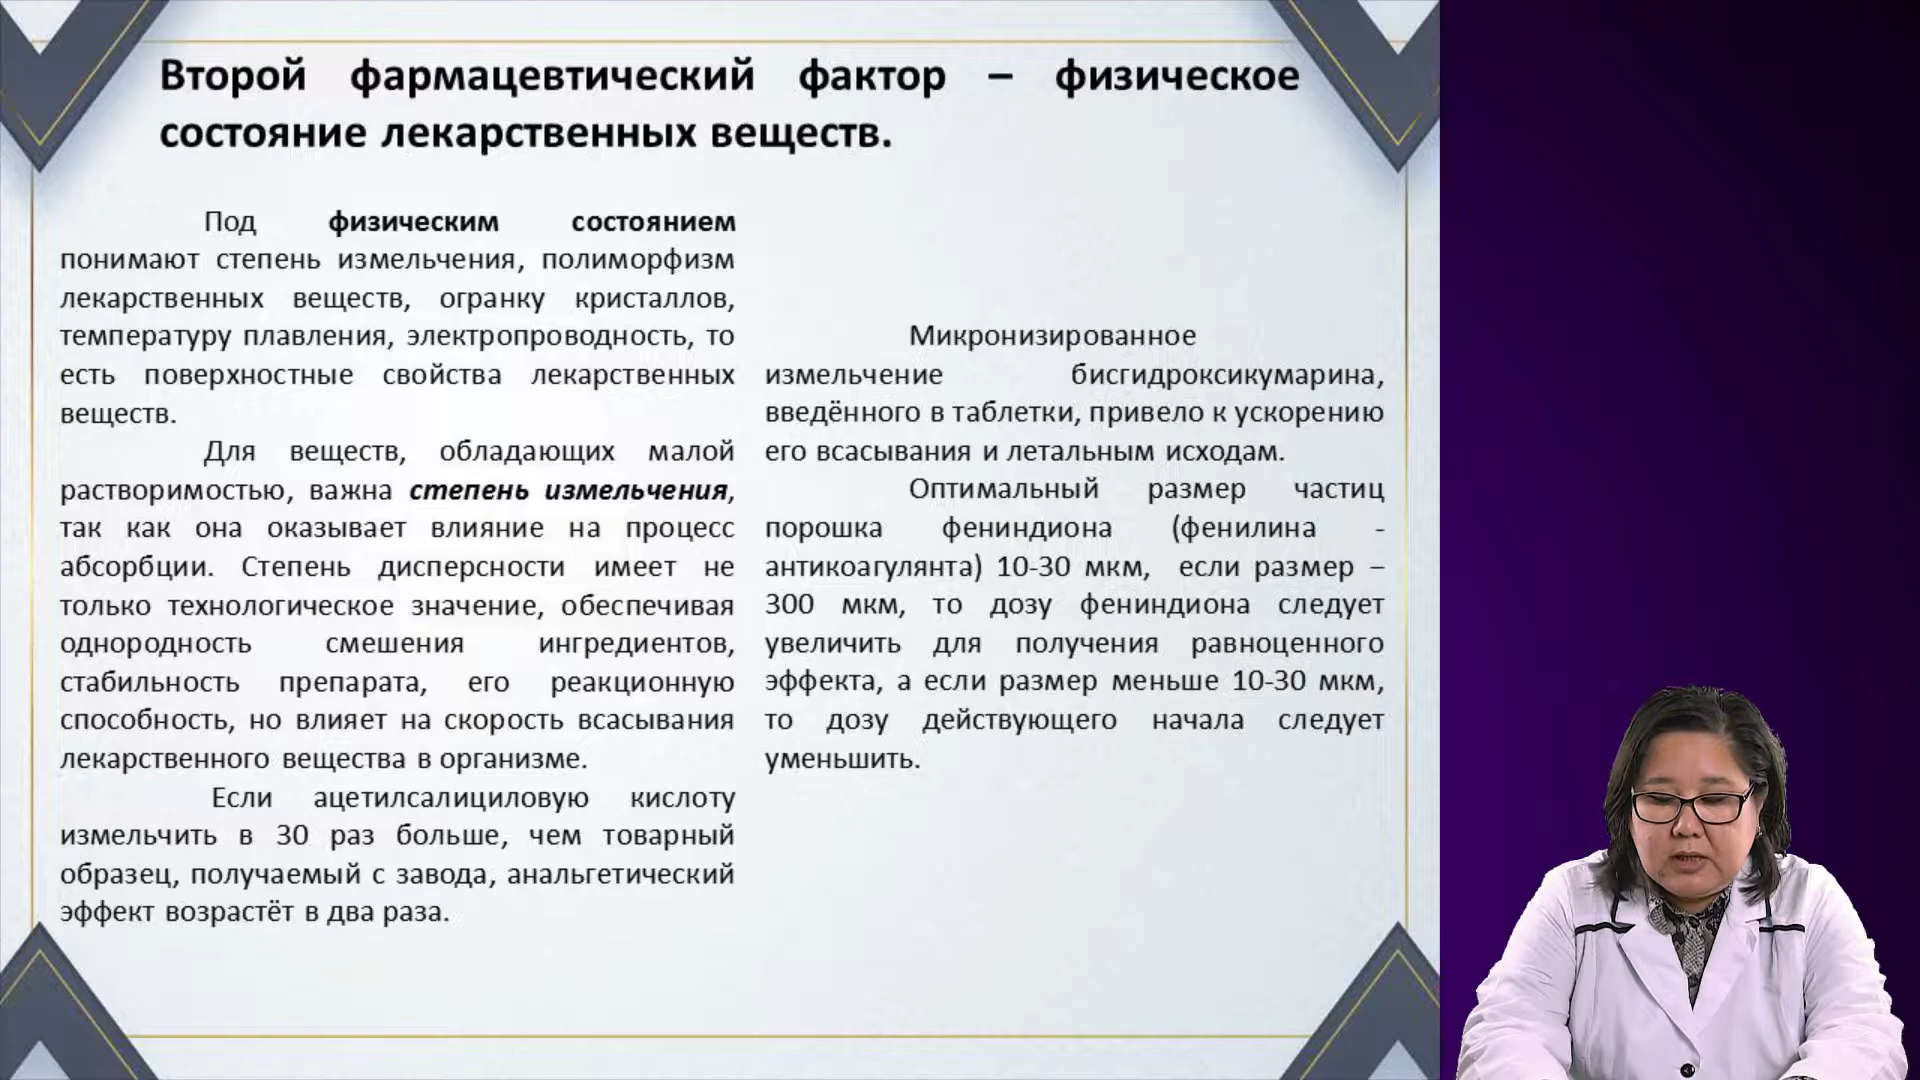 Второй фармацевтический фактор – физическое
состояние лекарственных веществ.
Под физическим состоянием
понимают степень измельчения, полиморфизм
лекарственных веществ, огранку кристаллов,
температуру плавления, электропроводность, то
есть поверхностные свойства лекарственных
веществ.
Для веществ, обладающих малой
растворимостью, важна степень измельчения,
так как она оказывает влияние на процесс
абсорбции. Степень дисперсности имеет не
только технологическое значение, обеспечивая
однородность смешения ингредиентов,
стабильность препарата, его реакционную
способность, но влияет на скорость всасывания
лекарственного вещества в организме.
Если ацетилсалициловую кислоту
измельчить в 30 раз больше, чем товарный
образец, получаемый с завода, анальгетический
эффект возрастёт в два раза.
Микронизированное
измельчение бисгидроксикумарина,
введённого в таблетки, привело к ускорению
его всасывания и летальным исходам.
Оптимальный размер частиц
порошка фениндиона (фенилина -
антикоагулянта) 10-30 мкм, если размер –
300 мкм, то дозу фениндиона следует
увеличить для получения равноценного
эффекта, а если размер меньше 10-30 мкм,
то дозу действующего начала следует
уменьшить.